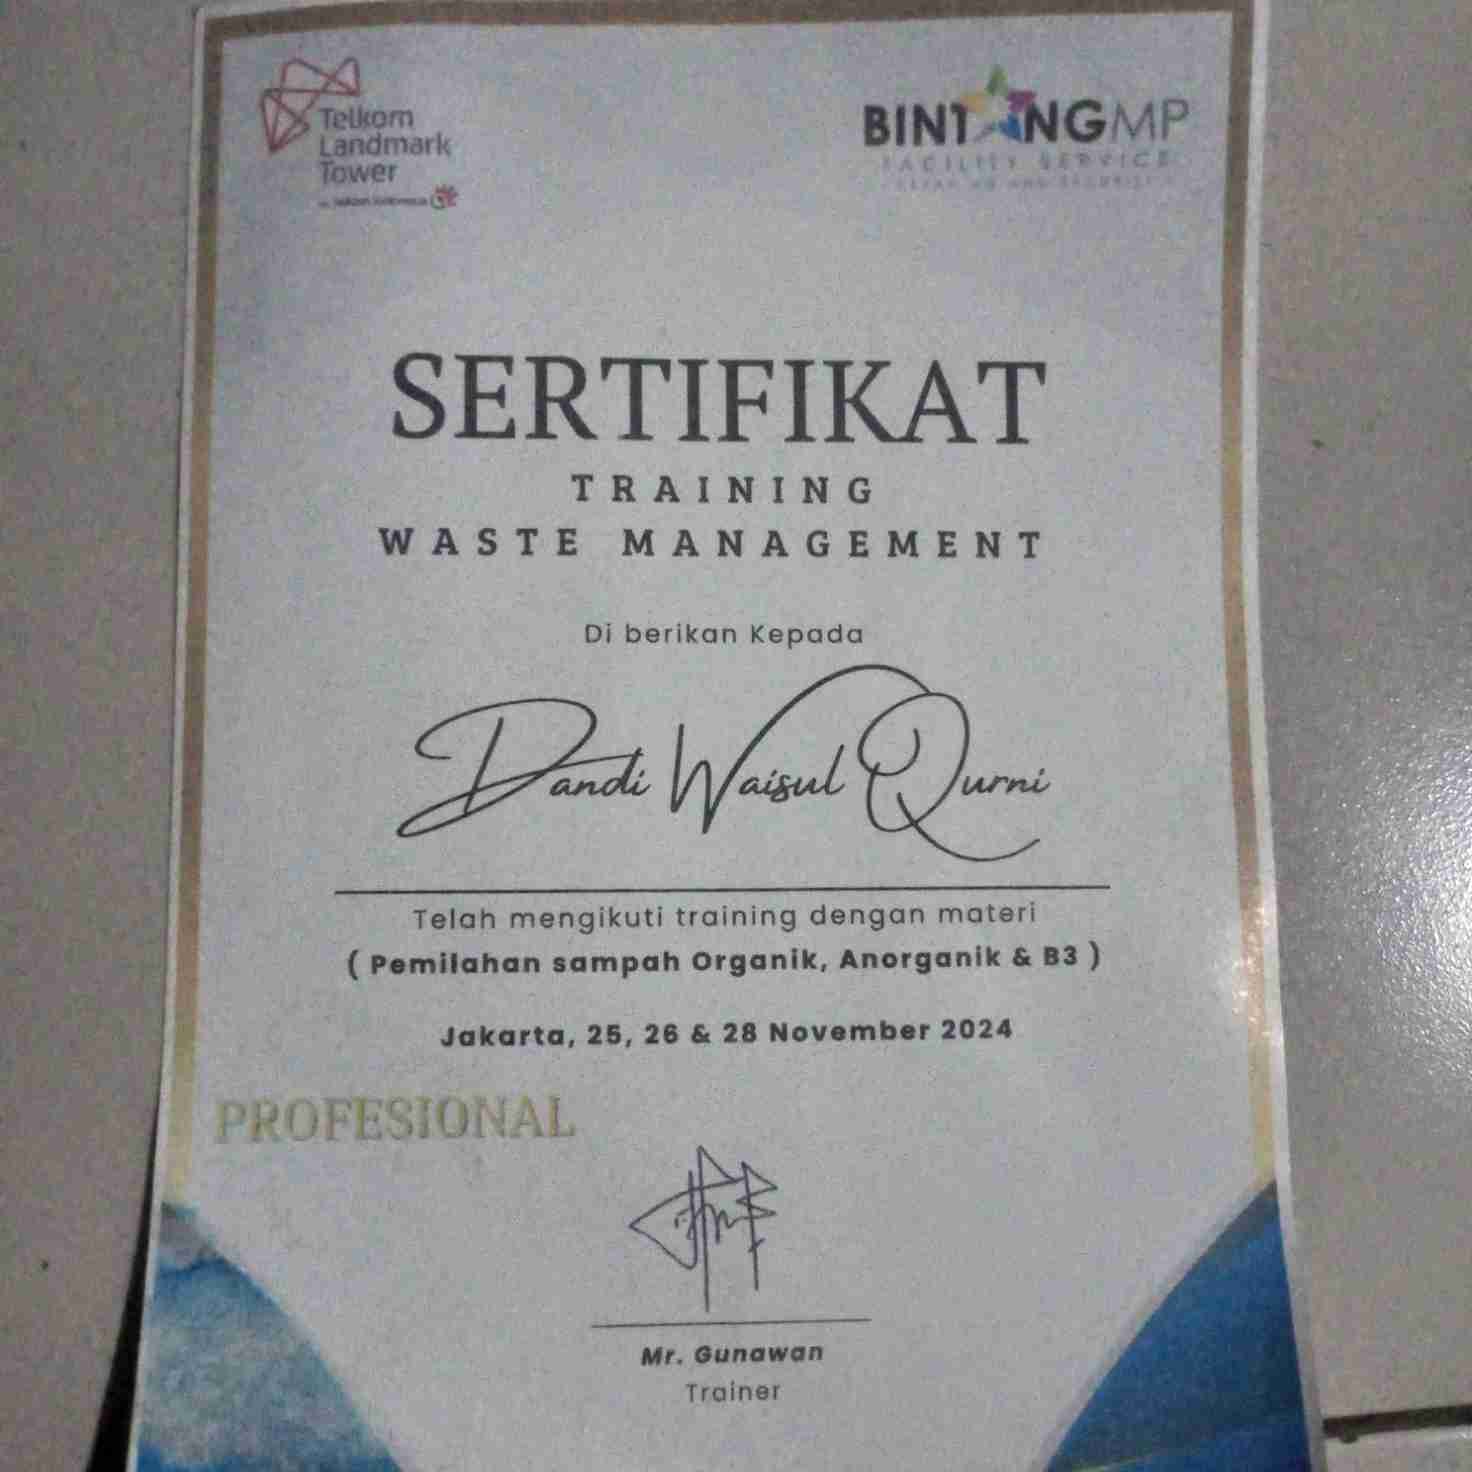 Telkom
Landmark
Tower
BINTANGMP
FACILITY SERVICE
SERTIFIKAT
TRAINING
WASTE MANAGEMENT
Di berikan Kepada
Dandi Waisul Qurni
Telah mengikuti training dengan materi
( Pemilahan sampah Organik, Anorganik & B3 )
Jakarta, 25, 26 & 28 November 2024
PROFESIONAL
Mr. Gunawan
Trainer